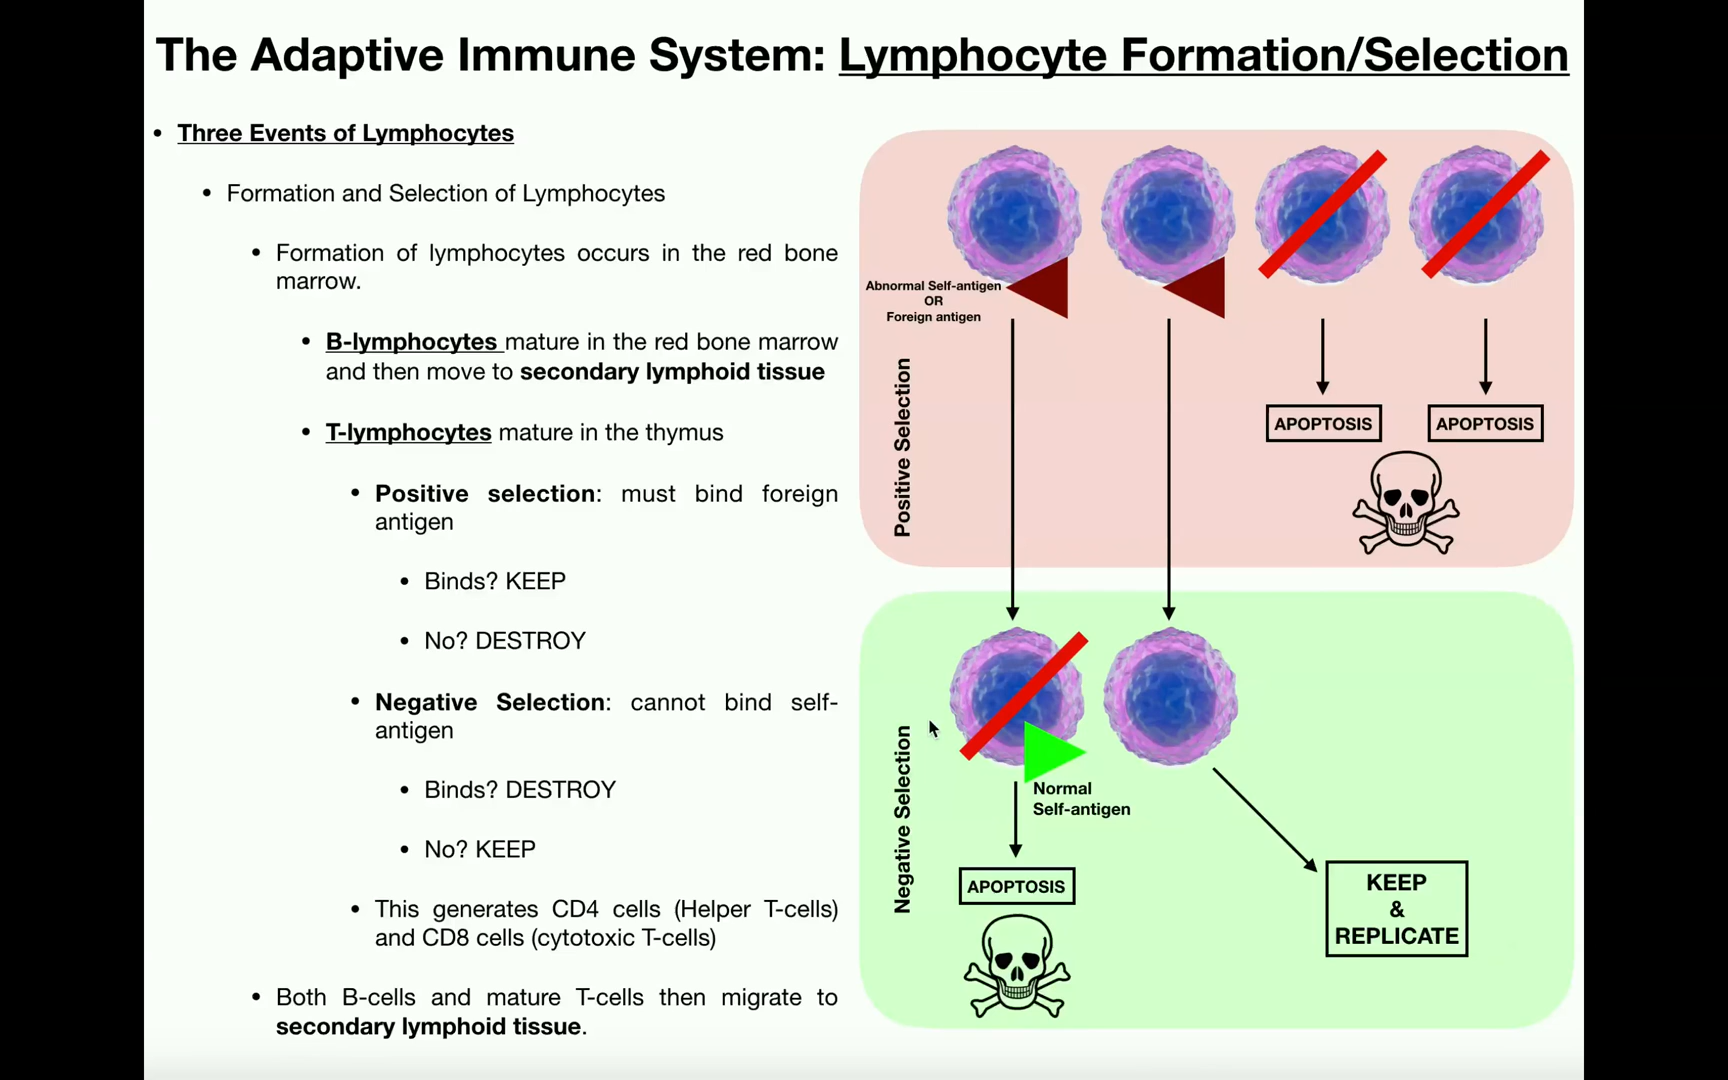 The Adaptive Immune System: Lymphocyte Formation/Selection
• Three Events of Lymphocytes
• Formation and Selection of Lymphocytes
• Formation of lymphocytes occurs in the red bone
marrow.
• B-lymphocytes mature in the red bone marrow
and then move to secondary lymphoid tissue
• T-lymphocytes mature in the thymus
• Positive selection: must bind foreign
antigen
• Binds? KEEP
• No? DESTROY
• Negative Selection: cannot bind self-
antigen
• Binds? DESTROY
• No? KEEP
• This generates CD4 cells (Helper T-cells)
and CD8 cells (cytotoxic T-cells)
• Both B-cells and mature T-cells then migrate to
secondary lymphoid tissue.
Abnormal Self-antigen
OR
Foreign antigen
Positive Selection
APOPTOSIS
APOPTOSIS
Negative Selection
Normal
Self-antigen
APOPTOSIS
KEEP
&
REPLICATE